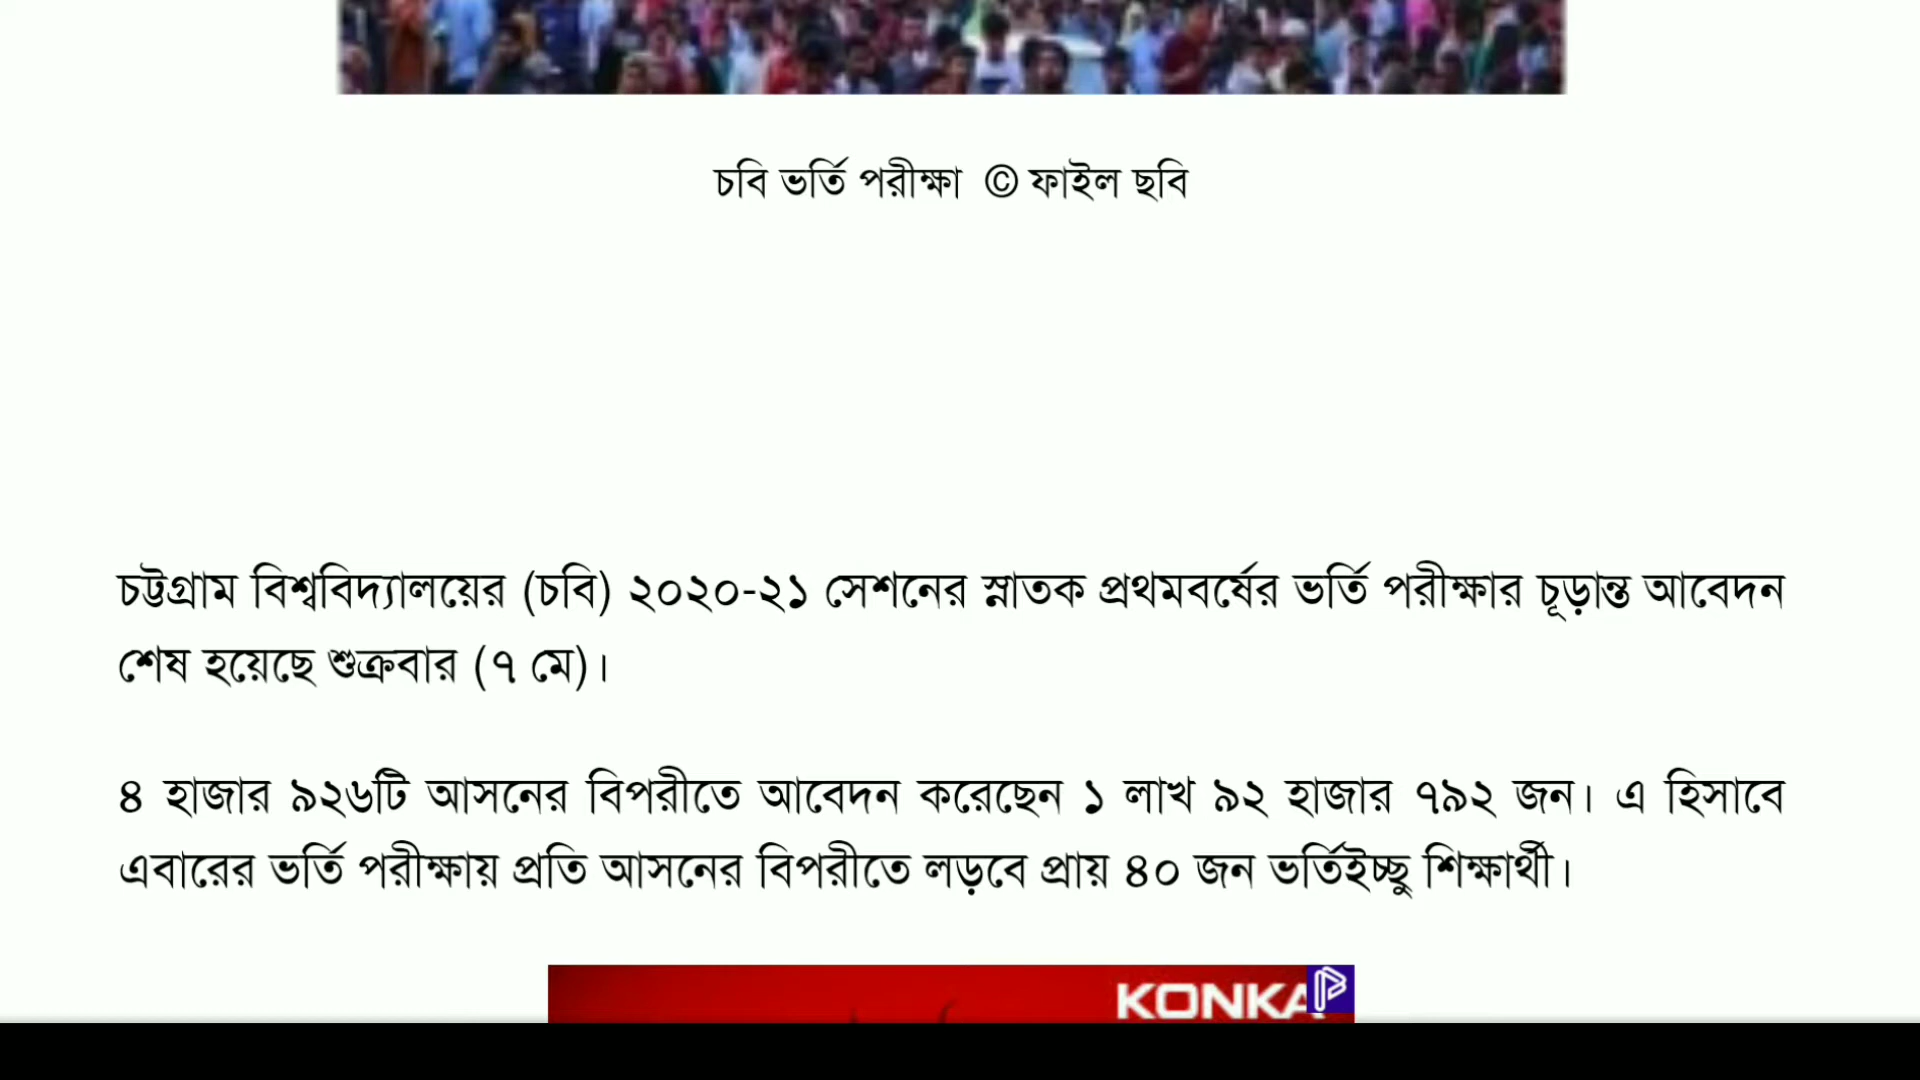 চবি ভর্তি পরীক্ষা © ফাইল ছবি
চট্টগ্রাম বিশ্ববিদ্যালয়ের (চবি) ২০২০-২১ সেশনের স্নাতক প্রথমবর্ষের ভর্তি পরীক্ষার চূড়ান্ত আবেদন
শেষ হয়েছে শুক্রবার (৭ মে)।
৪ হাজার ৯২৬টি আসনের বিপরীতে আবেদন করেছেন ১ লাখ ৯২ হাজার ৭৯২ জন। এ হিসাবে
এবারের ভর্তি পরীক্ষায় প্রতি আসনের বিপরীতে লড়বে প্রায় ৪০ জন ভর্তিইচ্ছু শিক্ষার্থী।
KONKA